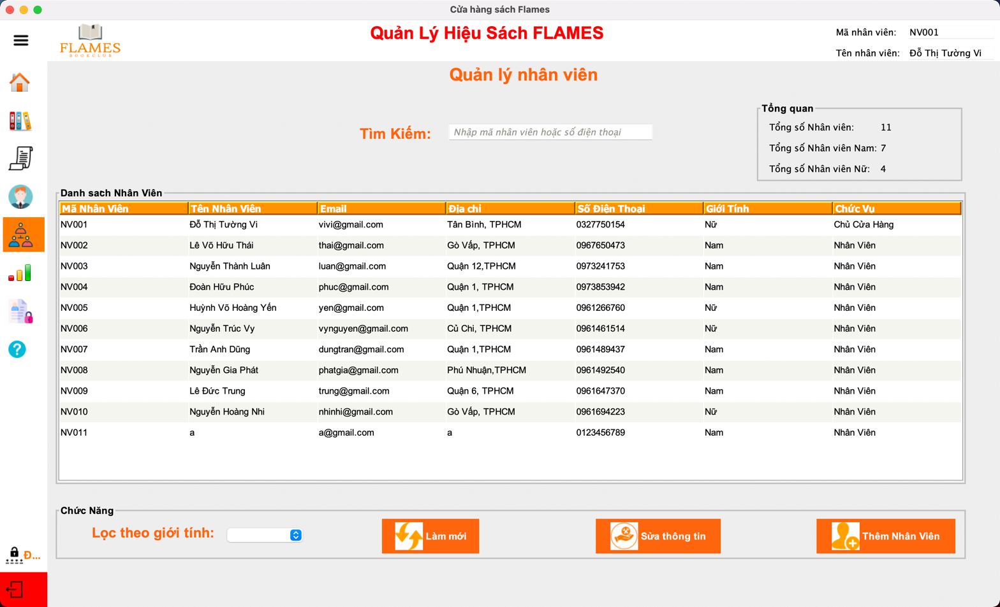 Cửa hàng sách Flames
FLAMES
BOOKCLUB
Quản Lý Hiệu Sách FLAMES
Mã nhân viên: NV001
Tên nhân viên: Đỗ Thị Tường Vi
Quản lý nhân viên
Tìm Kiếm: Nhập mã nhân viên hoặc số điện thoại
Tổng quan
Tổng số Nhân viên: 11
Tổng số Nhân viên Nam: 7
Tổng số Nhân viên Nữ: 4
Danh sach Nhân Viên
Mã Nhân Viên Tên Nhân Viên Email Địa chỉ Số Điện Thoại Giới Tính Chức Vụ
NV001 Đỗ Thị Tường Vi vivi@gmail.com Tân Bình, TPHCM 0327750154 Nữ Chủ Cửa Hàng
NV002 Lê Võ Hữu Thái thai@gmail.com Gò Vấp, TPHCM 0967650473 Nam Nhân Viên
NV003 Nguyễn Thành Luân luan@gmail.com Quận 12,TPHCM 0973241753 Nam Nhân Viên
NV004 Đoàn Hữu Phúc phuc@gmail.com Quận 1, TPHCM 0973853942 Nam Nhân Viên
NV005 Huỳnh Võ Hoàng Yến yen@gmail.com Quận 1,TPHCM 0961266760 Nữ Nhân Viên
NV006 Nguyễn Trúc Vy vynguyen@gmail.com Củ Chi, TPHCM 0961461514 Nữ Nhân Viên
NV007 Trần Anh Dũng dungtran@gmail.com Quận 1,TPHCM 0961489437 Nam Nhân Viên
NV008 Nguyễn Gia Phát phatgia@gmail.com Phú Nhuận,TPHCM 0961492540 Nam Nhân Viên
NV009 Lê Đức Trung trung@gmail.com Quận 6, TPHCM 0961647370 Nam Nhân Viên
NV010 Nguyễn Hoàng Nhi nhinhi@gmail.com Gò Vấp, TPHCM 0961694223 Nữ Nhân Viên
NV011 a a@gmail.com a 0123456789 Nam Nhân Viên
Chức Năng
Lọc theo giới tính:
Làm mới
Sửa thông tin
Thêm Nhân Viên
Đ...